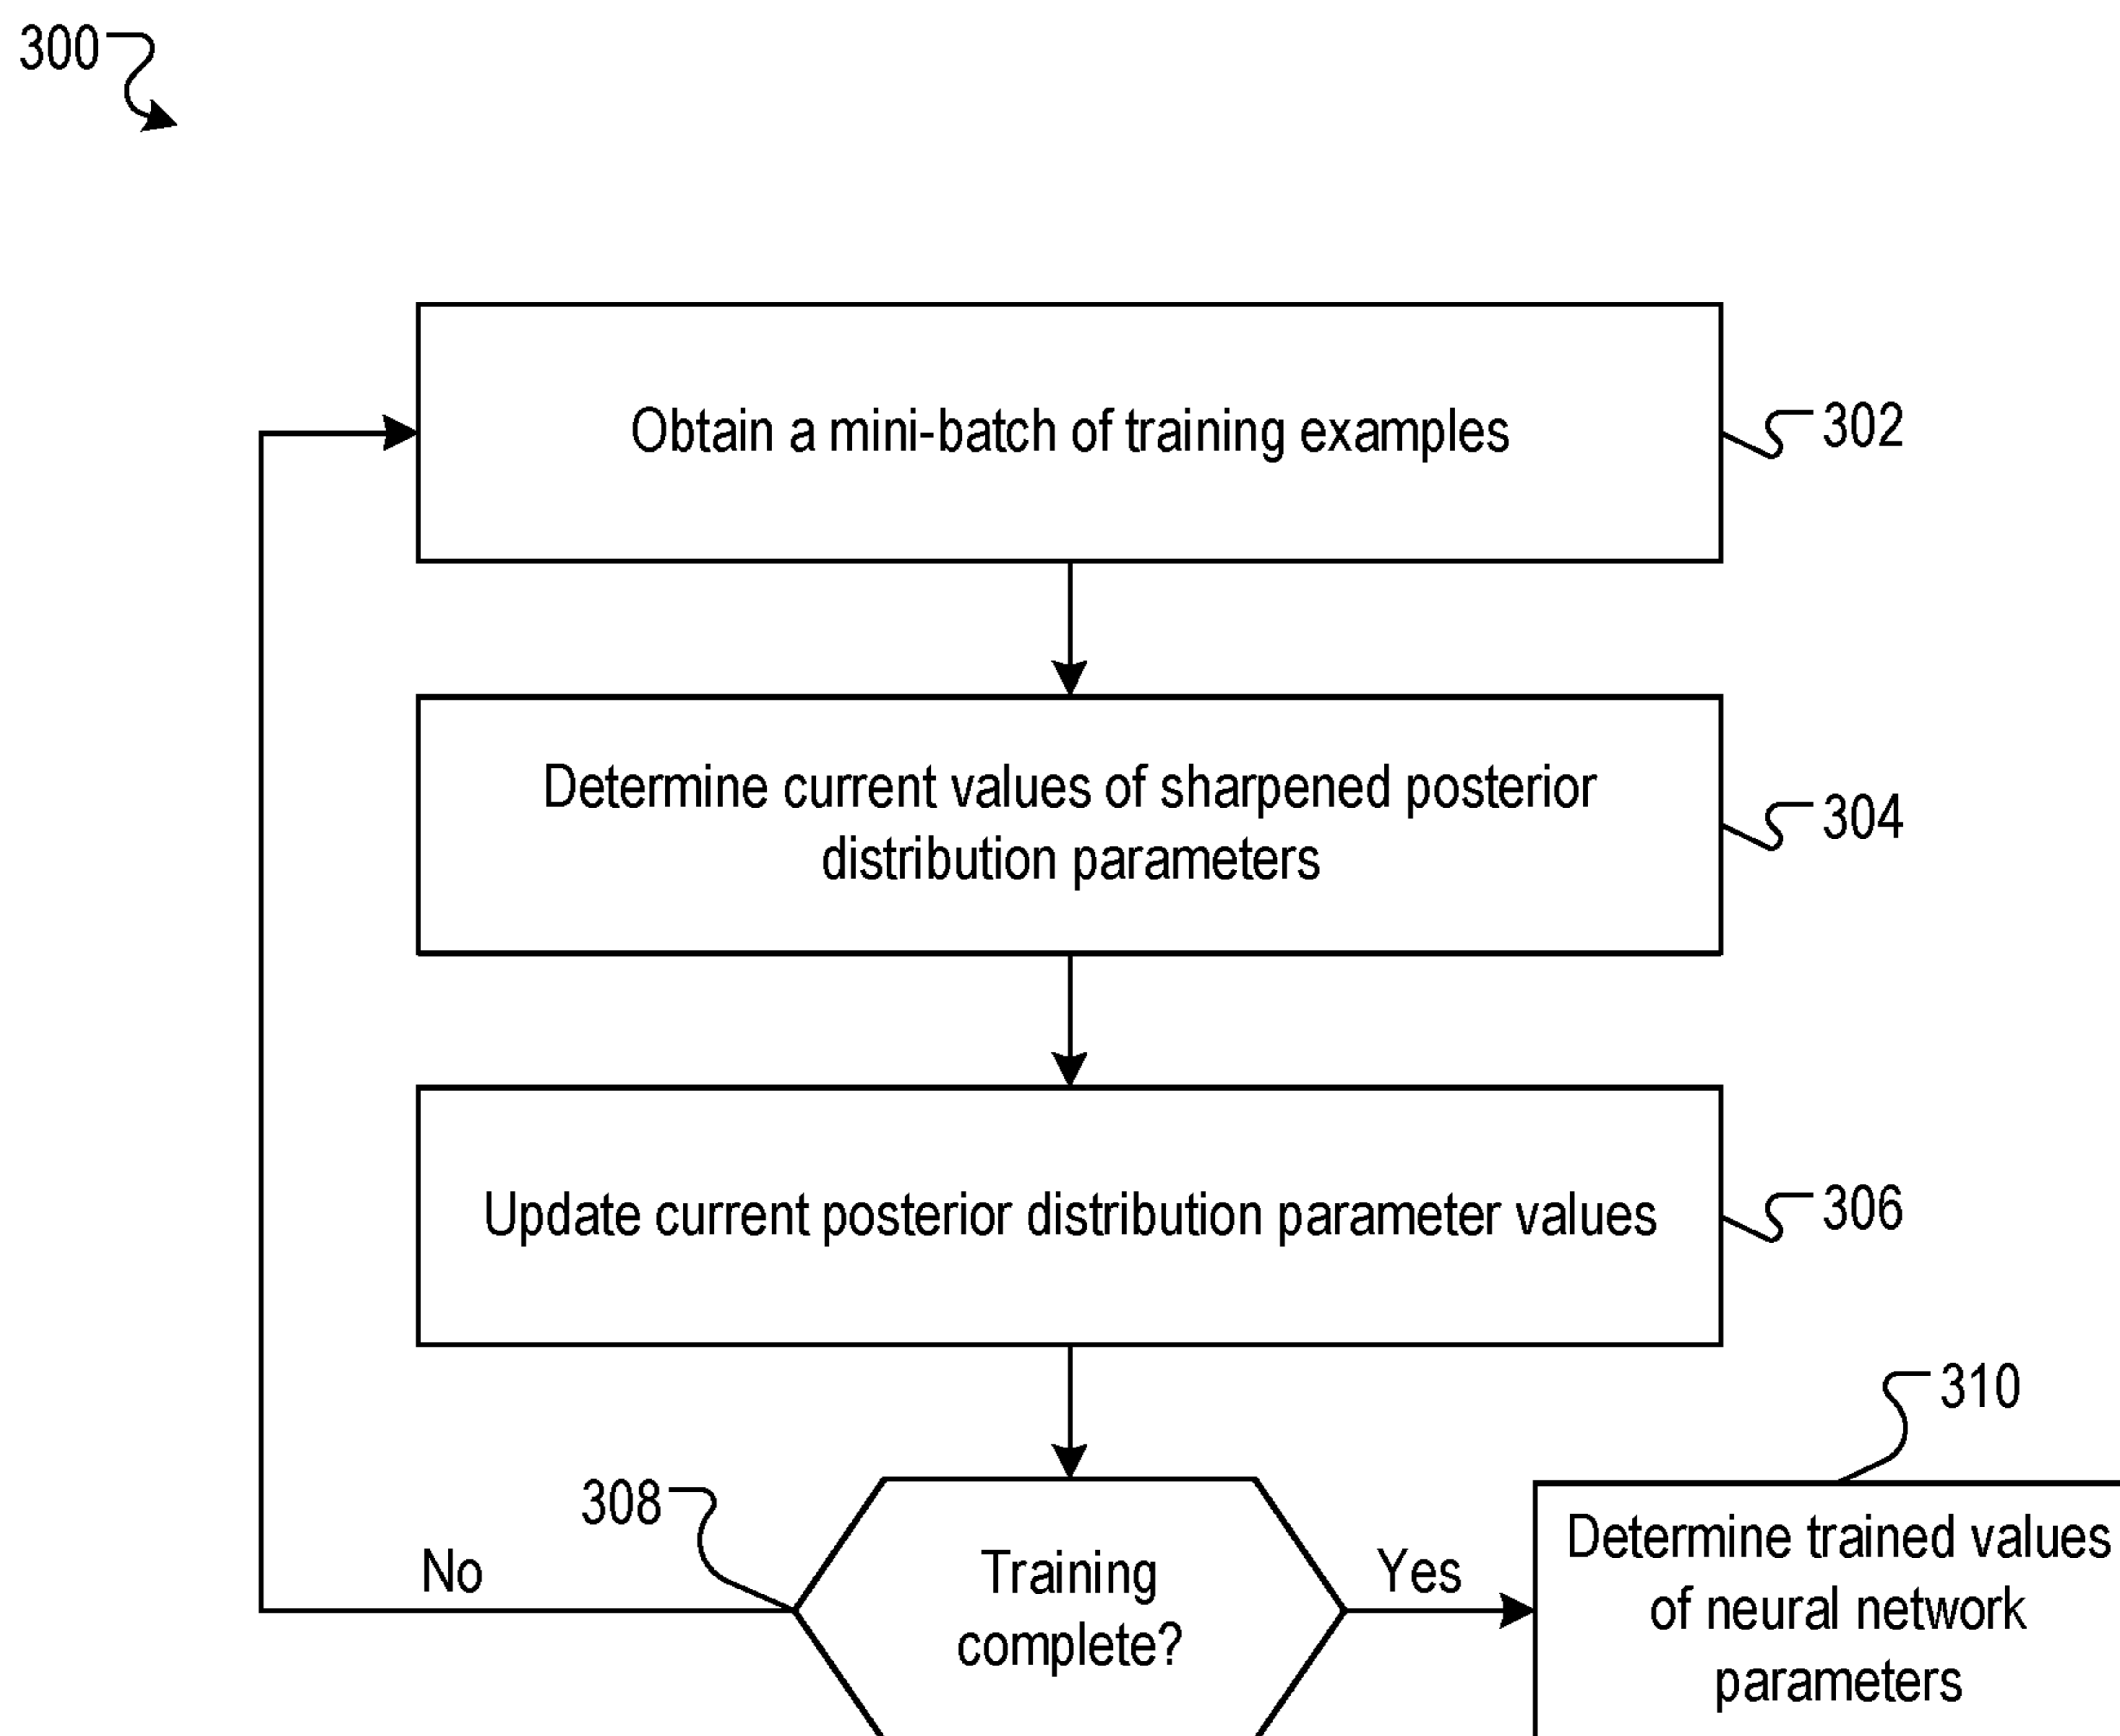 300
Obtain a mini-batch of training examples
302
Determine current values of sharpened posterior
distribution parameters
304
Update current posterior distribution parameter values
306
310
308
No
Training
complete?
Yes
Determine trained values
of neural network
parameters